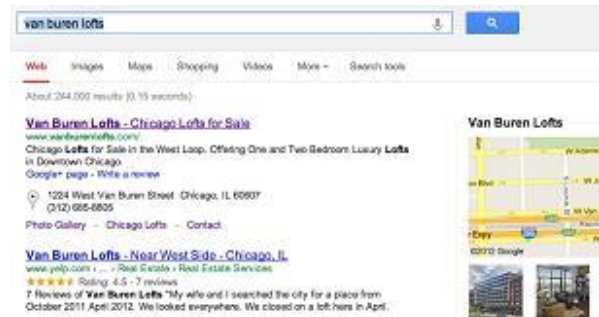 van buren lofts
Web Images Maps Shopping Videos More Search tools
About 244,000 results (0.15 seconds)
Van Buren Lofts - Chicago Lofts for Sale
www.vanburenlofts.com/
Chicago Lofts for Sale in the West Loop. Offering One and Two Bedroom Luxury Lofts
in Downtown Chicago.
Google+ page - Write a review
1224 West Van Buren Street Chicago, IL 60607
(312) 685-8805
Photo Gallery - Chicago Lofts - Contact
Van Buren Lofts - Near West Side - Chicago, IL
www.yelp.com › ... › Real Estate › Real Estate Services
Rating: 4.5 - 7 reviews
7 Reviews of Van Buren Lofts "My wife and I searched the city for a place from
October 2011 April 2012. We looked everywhere. We closed on a loft here in April.
Van Buren Lofts
©2012 Google